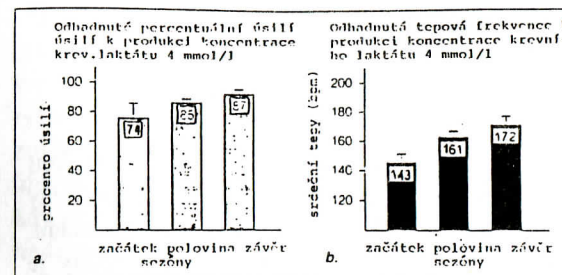 Odhadnuté percentuální úsilí
úsilí k produkci koncentrace
krev.laktátu 4 mmol/l
procento úsilí
100
80
60
40
20
74
85
87
začátek polovina závěr
sezóny
a.
Odhadnutá tepová frekvence
produkci koncentrace krevní
ho laktátu 4 mmol/l
srdeční tepy (bpm)
200
180
160
140
120
143
161
172
začátek polovina závěr
sezóny
b.